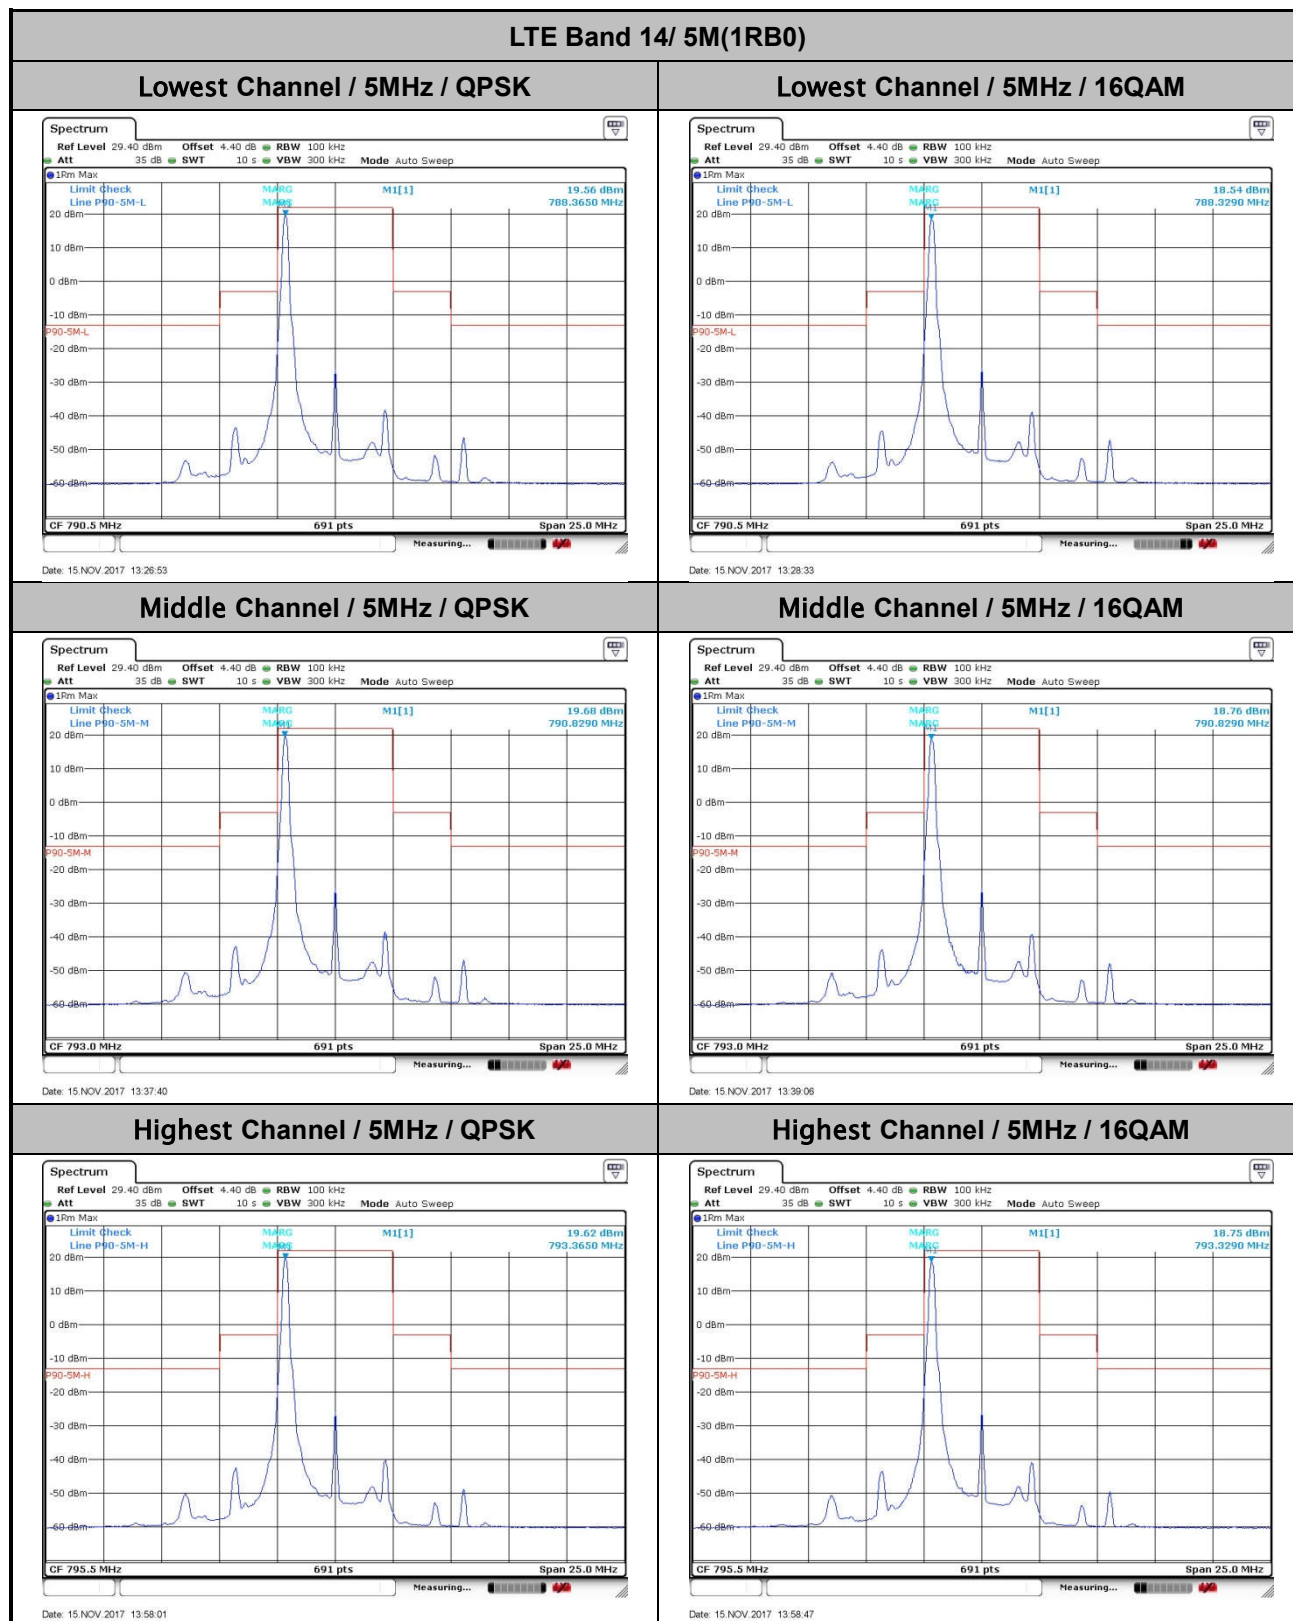 LTE Band 14/ 5M(1RB0)
Lowest Channel / 5MHz / QPSK
Lowest Channel / 5MHz / 16QAM
Spectrum
Ref Level 29.40 dBm Offset 4.40 dB RBW 100 kHz
Att 35 dB SWT 10 s VBW 300 kHz Mode Auto Sweep
1Rm Max
Limit Check MARG M1[1] 19.56 dBm
Line P90-5M-L MARG 788.3650 MHz
M1
20 dBm
10 dBm
0 dBm
-10 dBm
P90-5M-L
-20 dBm
-30 dBm
-40 dBm
-50 dBm
-60 dBm
CF 790.5 MHz 691 pts Span 25.0 MHz
Measuring...
Date: 15.NOV.2017 13:26:53
Spectrum
Ref Level 29.40 dBm Offset 4.40 dB RBW 100 kHz
Att 35 dB SWT 10 s VBW 300 kHz Mode Auto Sweep
1Rm Max
Limit Check MARG M1[1] 18.54 dBm
Line P90-5M-L MARG 788.3290 MHz
M1
20 dBm
10 dBm
0 dBm
-10 dBm
P90-5M-L
-20 dBm
-30 dBm
-40 dBm
-50 dBm
-60 dBm
CF 790.5 MHz 691 pts Span 25.0 MHz
Measuring...
Date: 15.NOV.2017 13:28:33
Middle Channel / 5MHz / QPSK
Middle Channel / 5MHz / 16QAM
Spectrum
Ref Level 29.40 dBm Offset 4.40 dB RBW 100 kHz
Att 35 dB SWT 10 s VBW 300 kHz Mode Auto Sweep
1Rm Max
Limit Check MARG M1[1] 19.68 dBm
Line P90-5M-M MARG 790.8290 MHz
M1
20 dBm
10 dBm
0 dBm
-10 dBm
P90-5M-M
-20 dBm
-30 dBm
-40 dBm
-50 dBm
-60 dBm
CF 793.0 MHz 691 pts Span 25.0 MHz
Measuring...
Date: 15.NOV.2017 13:37:40
Spectrum
Ref Level 29.40 dBm Offset 4.40 dB RBW 100 kHz
Att 35 dB SWT 10 s VBW 300 kHz Mode Auto Sweep
1Rm Max
Limit Check MARG M1[1] 18.76 dBm
Line P90-5M-M MARG 790.8290 MHz
M1
20 dBm
10 dBm
0 dBm
-10 dBm
P90-5M-M
-20 dBm
-30 dBm
-40 dBm
-50 dBm
-60 dBm
CF 793.0 MHz 691 pts Span 25.0 MHz
Measuring...
Date: 15.NOV.2017 13:39:06
Highest Channel / 5MHz / QPSK
Highest Channel / 5MHz / 16QAM
Spectrum
Ref Level 29.40 dBm Offset 4.40 dB RBW 100 kHz
Att 35 dB SWT 10 s VBW 300 kHz Mode Auto Sweep
1Rm Max
Limit Check MARG M1[1] 19.62 dBm
Line P90-5M-H MARG 793.3650 MHz
M1
20 dBm
10 dBm
0 dBm
-10 dBm
P90-5M-H
-20 dBm
-30 dBm
-40 dBm
-50 dBm
-60 dBm
CF 795.5 MHz 691 pts Span 25.0 MHz
Measuring...
Date: 15.NOV.2017 13:58:01
Spectrum
Ref Level 29.40 dBm Offset 4.40 dB RBW 100 kHz
Att 35 dB SWT 10 s VBW 300 kHz Mode Auto Sweep
1Rm Max
Limit Check MARG M1[1] 18.75 dBm
Line P90-5M-H MARG 793.3290 MHz
M1
20 dBm
10 dBm
0 dBm
-10 dBm
P90-5M-H
-20 dBm
-30 dBm
-40 dBm
-50 dBm
-60 dBm
CF 795.5 MHz 691 pts Span 25.0 MHz
Measuring...
Date: 15.NOV.2017 13:58:47